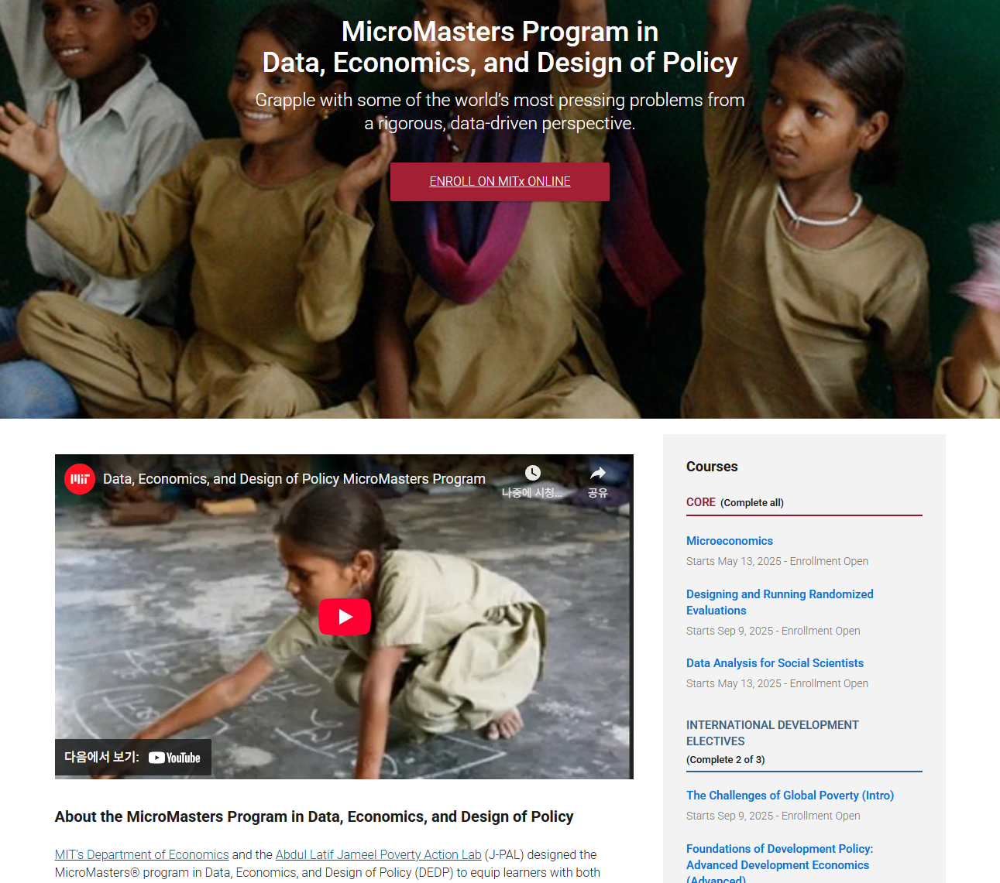 MicroMasters Program in
Data, Economics, and Design of Policy
Grapple with some of the world's most pressing problems from
a rigorous, data-driven perspective.
ENROLL ON MITx ONLINE
MIT
Data, Economics, and Design of Policy MicroMasters Program
나중에 시청...
공유
다음에서 보기: YouTube
About the MicroMasters Program in Data, Economics, and Design of Policy
MIT's Department of Economics and the Abdul Latif Jameel Poverty Action Lab (J-PAL) designed the
MicroMasters® program in Data, Economics, and Design of Policy (DEDP) to equip learners with both
Courses
CORE (Complete all)
Microeconomics
Starts May 13, 2025 - Enrollment Open
Designing and Running Randomized
Evaluations
Starts Sep 9, 2025 - Enrollment Open
Data Analysis for Social Scientists
Starts May 13, 2025 - Enrollment Open
INTERNATIONAL DEVELOPMENT
ELECTIVES
(Complete 2 of 3)
The Challenges of Global Poverty (Intro)
Starts Sep 9, 2025 - Enrollment Open
Foundations of Development Policy:
Advanced Development Economics
(Advanced)